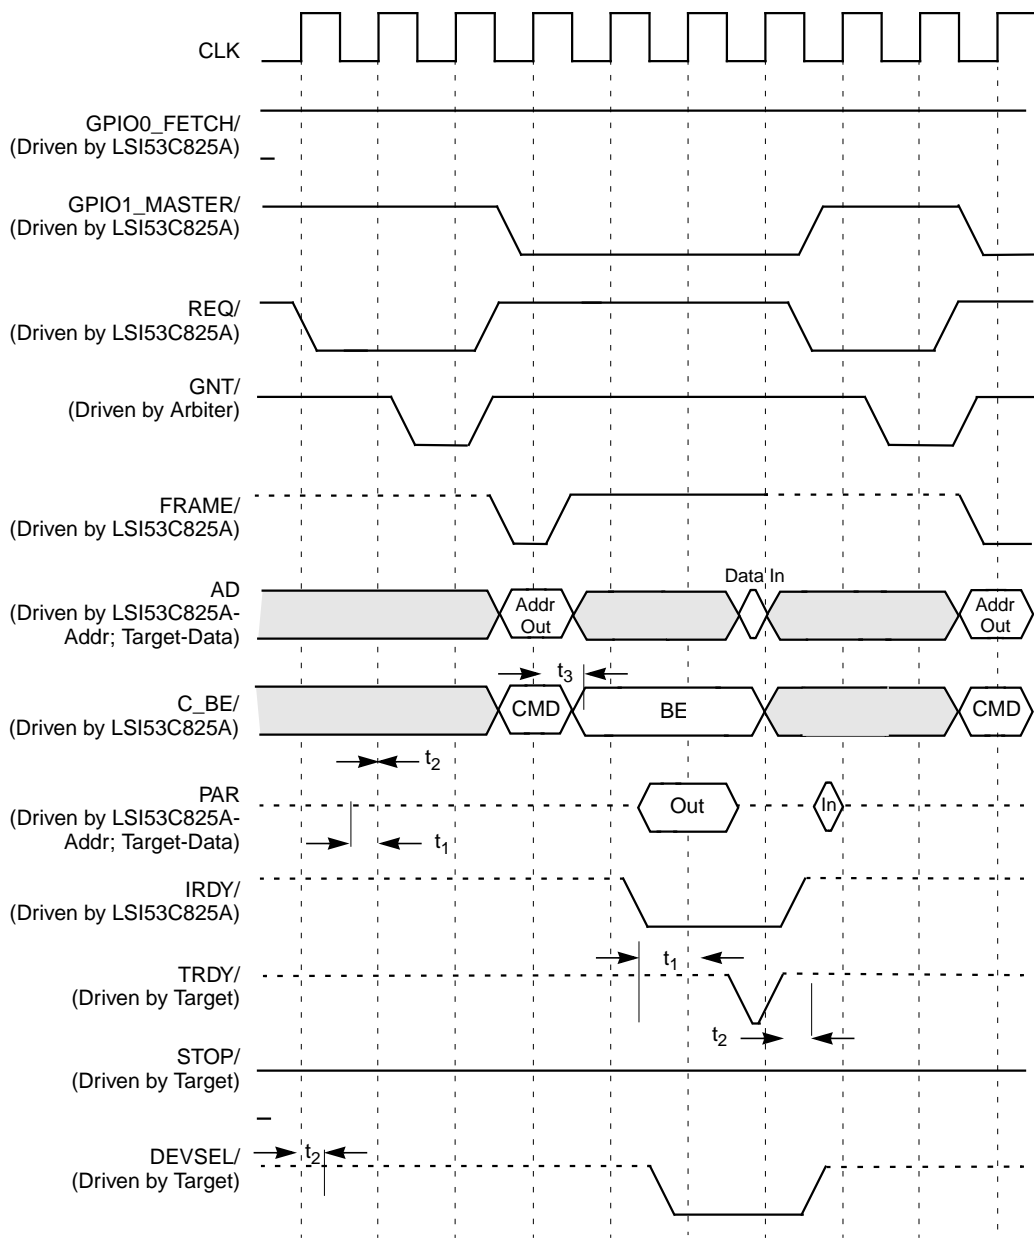 CLK
GPIO0_FETCH/
(Driven by LSI53C825A)
GPIO1_MASTER/
(Driven by LSI53C825A)
REQ/
(Driven by LSI53C825A)
GNT/
(Driven by Arbiter)
FRAME/
(Driven by LSI53C825A)
Data In
AD
(Driven by LSI53C825A-
Addr; Target-Data)
Addr
Out
Addr
Out
t3
C_BE/
(Driven by LSI53C825A)
CMD
BE
CMD
t2
PAR
(Driven by LSI53C825A-
Addr; Target-Data)
Out
In
t1
IRDY/
(Driven by LSI53C825A)
t1
TRDY/
(Driven by Target)
t2
STOP/
(Driven by Target)
t2
DEVSEL/
(Driven by Target)